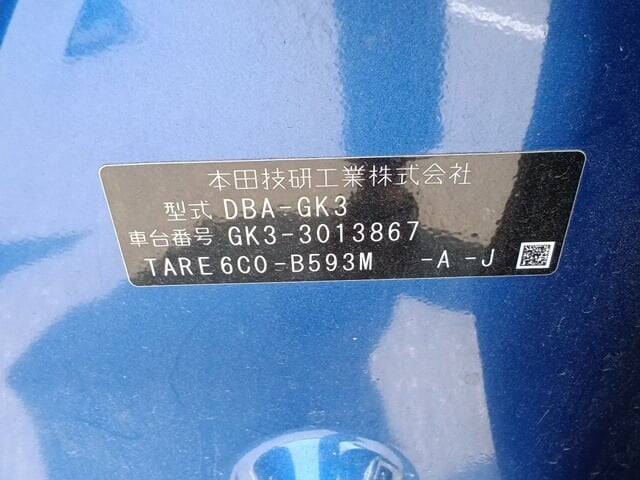 本田技研工業株式会社
型式 DBA-GK3
車台番号 GK3-3013867
TARE6C0-B593M -A -J